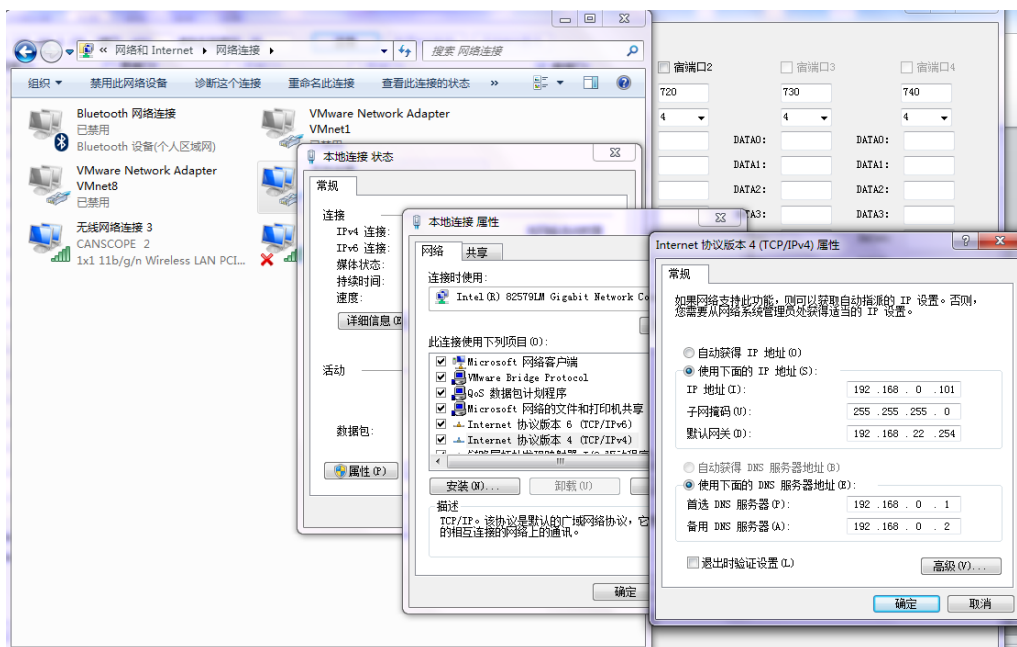 « 网络和 Internet ▸ 网络连接 ▸
搜索 网络连接
组织 禁用此网络设备 诊断这个连接 重命名此连接 查看此连接的状态 »
Bluetooth 网络连接
已禁用
Bluetooth 设备(个人区域网)
VMware Network Adapter
VMnet1
VMware Network Adapter
VMnet8
已禁用
无线网络连接 3
CANSCOPE 2
1x1 11b/g/n Wireless LAN PCI...
宿端口2 宿端口3 宿端口4
720 730 740
4 4 4
DATA0: DATA0:
DATA1: DATA1:
DATA2: DATA2:
DATA3: DATA3:
本地连接 状态
常规
连接
IPv4 连接:
IPv6 连接:
媒体状态:
持续时间:
速度:
详细信息(E
活动
数据包:
属性(P)
本地连接 属性
网络 共享
连接时使用:
Intel(R) 82579LM Gigabit Network Co
此连接使用下列项目(O):
Microsoft 网络客户端
VMware Bridge Protocol
QoS 数据包计划程序
Microsoft 网络的文件和打印机共享
Internet 协议版本 6 (TCP/IPv6)
Internet 协议版本 4 (TCP/IPv4)
安装(N)... 卸载(U)
描述
TCP/IP。该协议是默认的广域网络协议，它
的相互连接的网络上的通讯。
确定
Internet 协议版本 4 (TCP/IPv4) 属性
常规
如果网络支持此功能，则可以获取自动指派的 IP 设置。否则，
您需要从网络系统管理员处获得适当的 IP 设置。
自动获得 IP 地址(O)
使用下面的 IP 地址(S):
IP 地址(I): 192 .168 . 0 .101
子网掩码(U): 255 .255 .255 . 0
默认网关(D): 192 .168 . 22 .254
自动获得 DNS 服务器地址(B)
使用下面的 DNS 服务器地址(E):
首选 DNS 服务器(P): 192 .168 . 0 . 1
备用 DNS 服务器(A): 192 .168 . 0 . 2
退出时验证设置(L)
高级(V)...
确定 取消